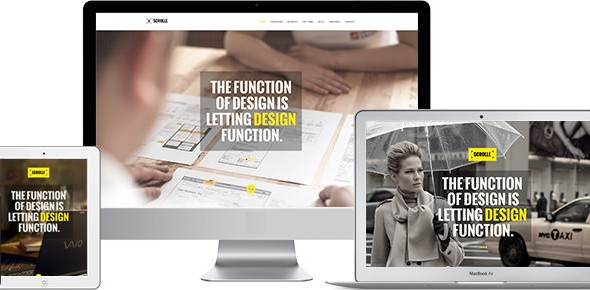 SCROLLE
THE FUNCTION
OF DESIGN IS
LETTING DESIGN
FUNCTION.
SCROLLE
THE FUNCTION
OF DESIGN IS
LETTING DESIGN
FUNCTION.
SCROLLE
THE FUNCTION
OF DESIGN IS
LETTING DESIGN
FUNCTION.
NYC TAXI
MacBook Air